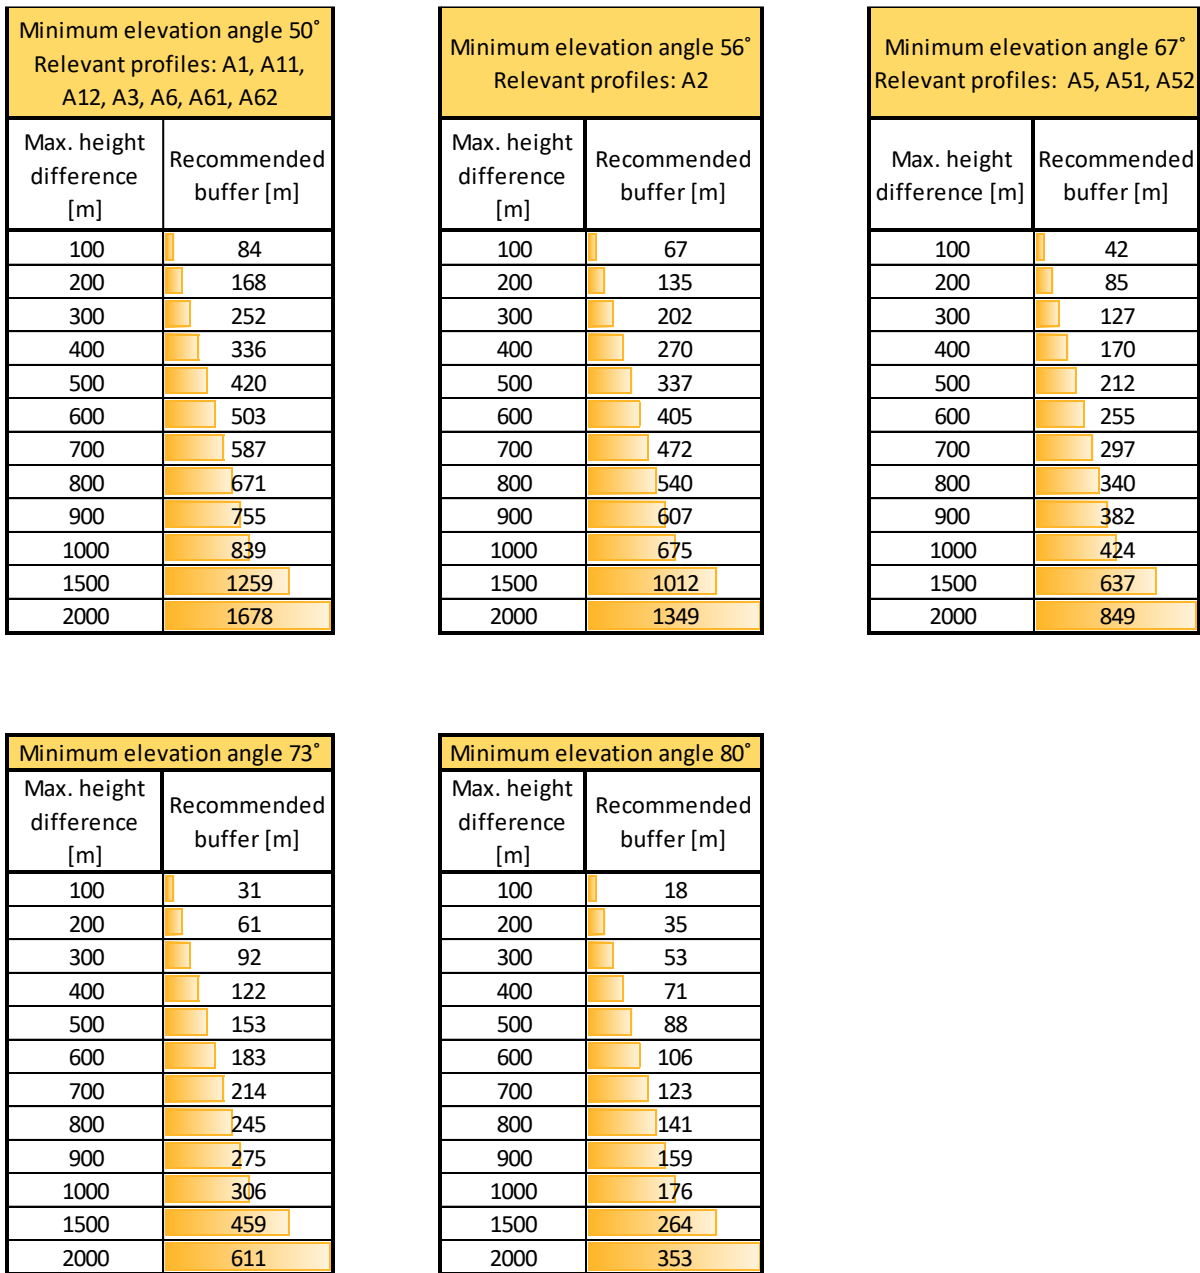 Minimum elevation angle 50°
Relevant profiles: A1, A11,
A12, A3, A6, A61, A62
Max. height
difference
[m]
Recommended
buffer [m]
100 84
200 168
300 252
400 336
500 420
600 503
700 587
800 671
900 755
1000 839
1500 1259
2000 1678
Minimum elevation angle 56°
Relevant profiles: A2
Max. height
difference
[m]
Recommended
buffer [m]
100 67
200 135
300 202
400 270
500 337
600 405
700 472
800 540
900 607
1000 675
1500 1012
2000 1349
Minimum elevation angle 67°
Relevant profiles: A5, A51, A52
Max. height
difference [m]
Recommended
buffer [m]
100 42
200 85
300 127
400 170
500 212
600 255
700 297
800 340
900 382
1000 424
1500 637
2000 849
Minimum elevation angle 73°
Max. height
difference
[m]
Recommended
buffer [m]
100 31
200 61
300 92
400 122
500 153
600 183
700 214
800 245
900 275
1000 306
1500 459
2000 611
Minimum elevation angle 80°
Max. height
difference
[m]
Recommended
buffer [m]
100 18
200 35
300 53
400 71
500 88
600 106
700 123
800 141
900 159
1000 176
1500 264
2000 353